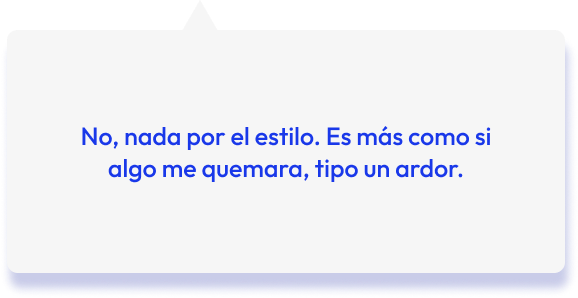 No, nada por el estilo. Es más como si
algo me quemara, tipo un ardor.